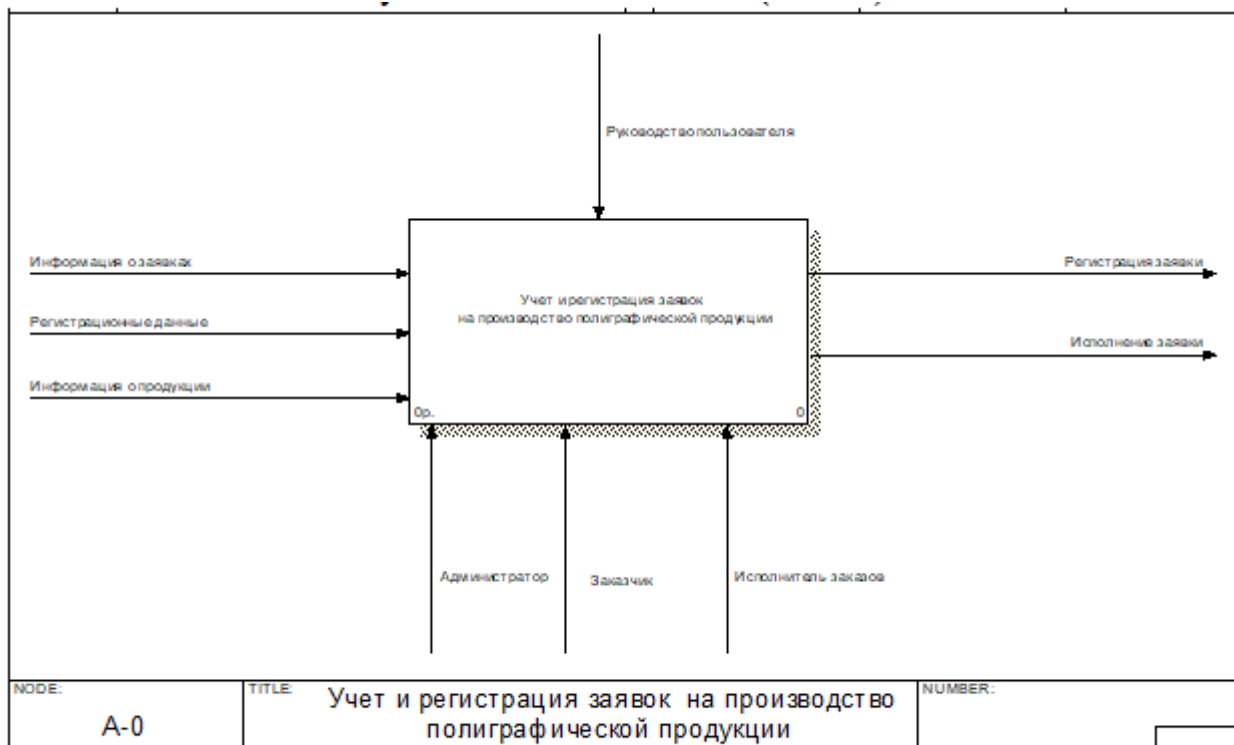 Руководство пользователя
Информация о заявках
Регистрация заявки
Учет и регистрация заявок
на производство полиграфической продукции
Регистрационные данные
Исполнение заявки
Информация о продукции
0р.
0
Администратор
Заказчик
Исполнитель заказов
NODE:
A-0
TITLE:
Учет и регистрация заявок на производство
полиграфической продукции
NUMBER: